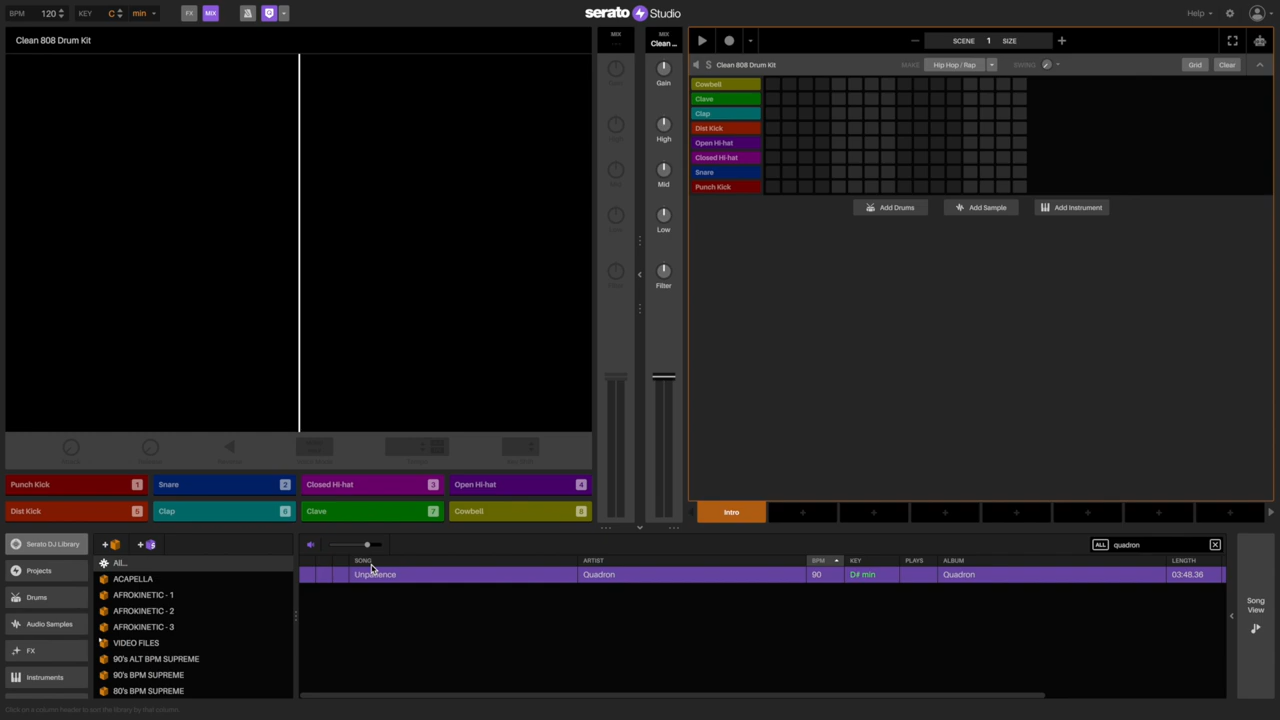 BPM 120 KEY C min FX MIX serato Studio Help
Clean 808 Drum Kit
MIX
MIX
Clean ...
Gain
High
Mid
Low
Filter
SCENE 1 SIZE
S Clean 808 Drum Kit MAKE Hip Hop / Rap SWING Grid Clear
Cowbell
Clave
Clap
Dist Kick
Open Hi-hat
Closed Hi-hat
Snare
Punch Kick
Add Drums Add Sample Add Instrument
Punch Kick 1 Snare 2 Closed Hi-hat 3 Open Hi-hat 4
Dist Kick 5 Clap 6 Clave 7 Cowbell 8
Intro
Serato DJ Library
Projects
Drums
Audio Samples
FX
Instruments
All...
ACAPELLA
AFROKINETIC - 1
AFROKINETIC - 2
AFROKINETIC - 3
VIDEO FILES
90's ALT BPM SUPREME
90's BPM SUPREME
80's BPM SUPREME
ALL quadron
SONG ARTIST BPM KEY PLAYS ALBUM LENGTH
Quadron 90 D# min Quadron 03:48.36
Song
View
Click on a column header to sort the library by that column.